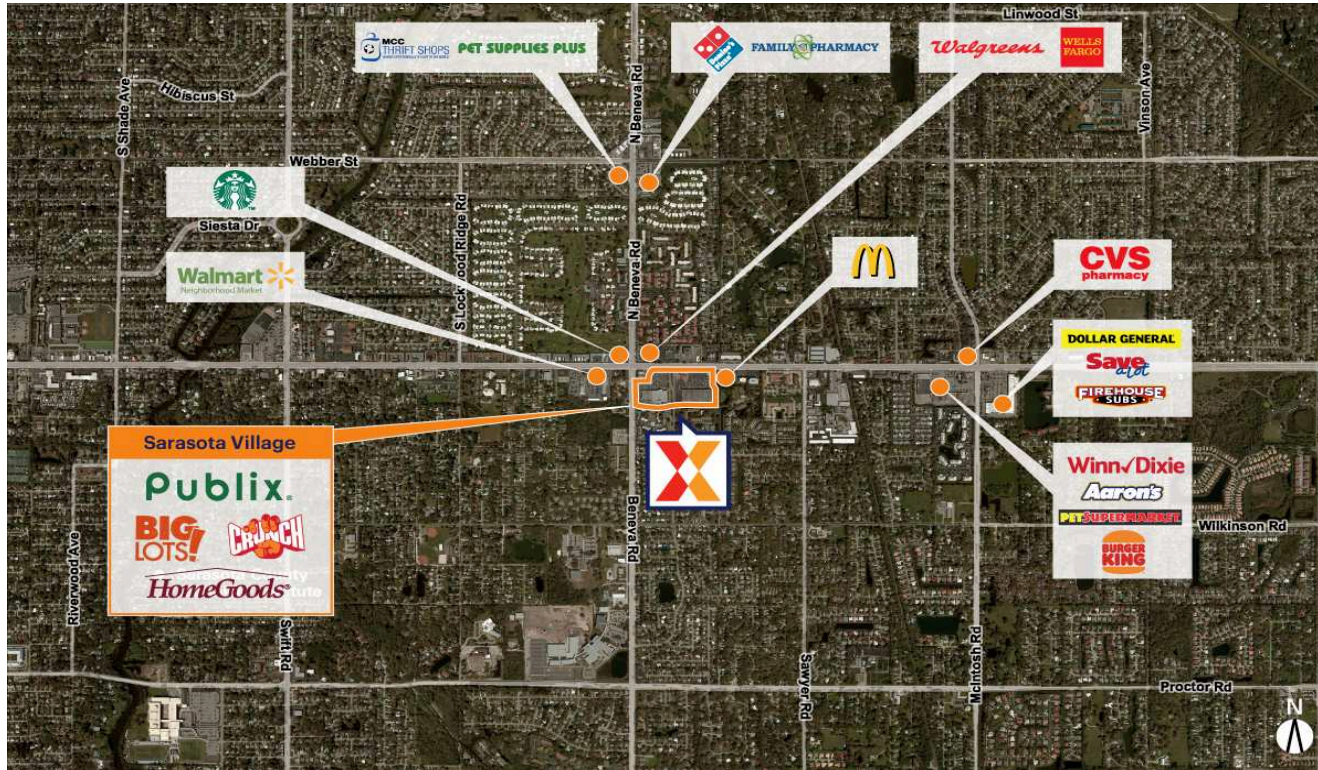 Linwood St
MCC
THRIFT SHOPS
PET SUPPLIES PLUS
Domino's
Pizza
FAMILY PHARMACY
Walgreens
WELLS
FARGO
Hibiscus St
S Shade Ave
N Beneva Rd
Vinson Ave
Webber St
Siesta Dr
S Lockwood Ridge Rd
N Beneva Rd
Walmart
Neighborhood Market
CVS
pharmacy
DOLLAR GENERAL
Save
a lot
FIREHOUSE
SUBS
Sarasota Village
Publix.
BIG
LOTS!
CRUNCH
HomeGoods
Winn✓Dixie
Aaron's
PET SUPERMARKET
BURGER
KING
Wilkinson Rd
Beneva Rd
Riverwood Ave
Swift Rd
Sawyer Rd
McIntosh Rd
Proctor Rd
N